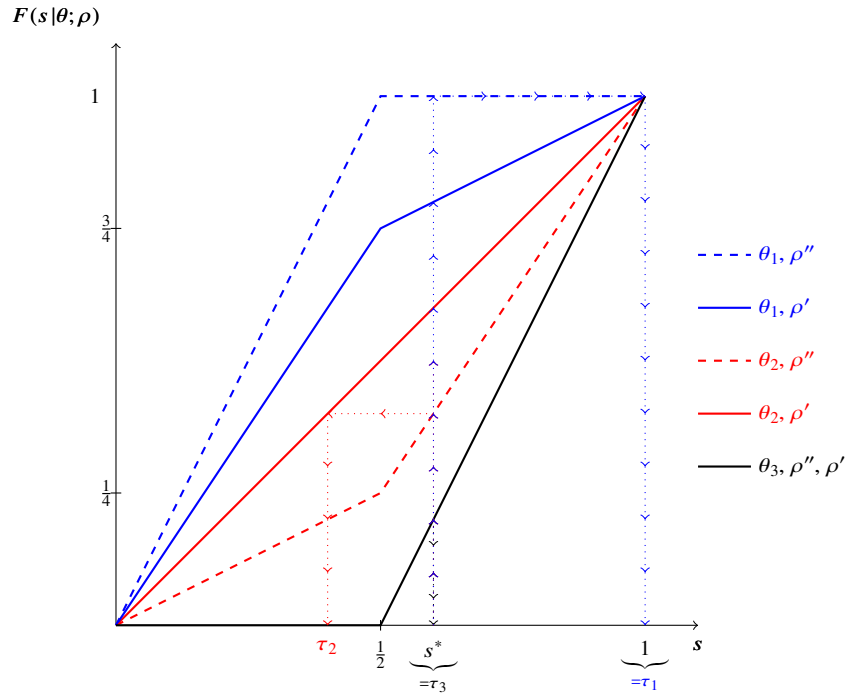 F(s|θ; ρ)
1
3/4
1/4
θ₁, ρ″
θ₁, ρ′
θ₂, ρ″
θ₂, ρ′
θ₃, ρ″, ρ′
τ₂
1/2
s*
=τ₃
1
=τ₁
s